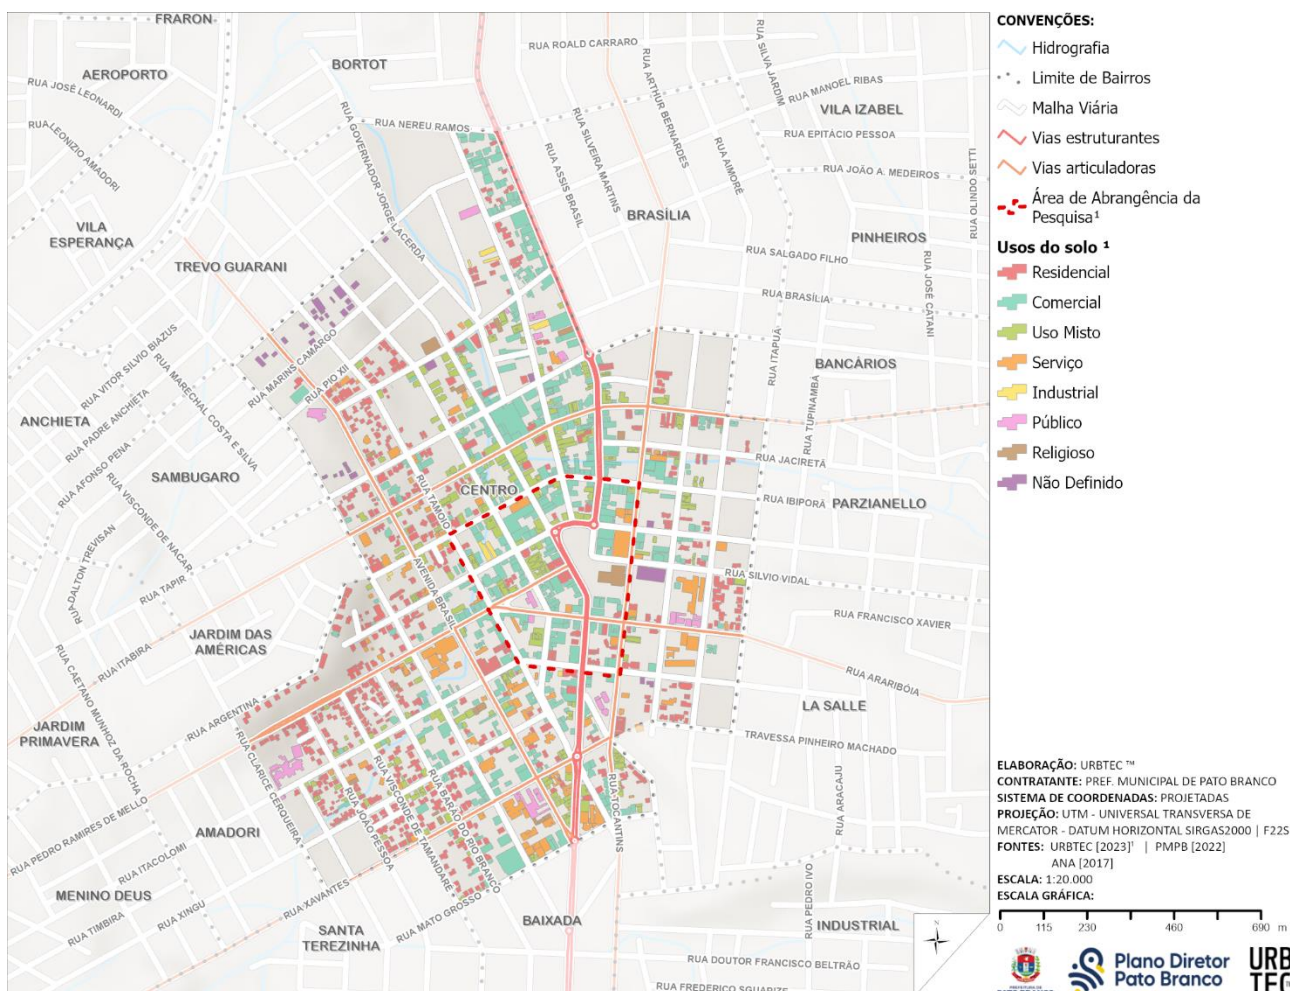 FRARON
AEROPORTO
BORTOT
RUA ROALD CARRARO
RUA SILVA JARDIM
RUA ARTHUR BERNARDES
RUA MANOEL RIBAS
VILA IZABEL
RUA JOSÉ LEONARDI
RUA LEONIZIO AMADORI
RUA GOVERNADOR JORGE LACERDA
RUA NEREU RAMOS
RUA SILVEIRA MARTINS
RUA ASSIS BRASIL
RUA AIMORÉ
RUA EPITÁCIO PESSOA
RUA JOÃO A. MEDEIROS
RUA OLINDO SETTI
VILA
ESPERANÇA
BRASÍLIA
PINHEIROS
TREVO GUARANI
RUA SALGADO FILHO
RUA JOSÉ CATANI
RUA BRASÍLIA
RUA ITAPUÃ
RUA VITOR SILVIO BIAZUS
RUA MARECHAL COSTA E SILVA
RUA MARINS CAMARGO
RUA PIO XII
BANCÁRIOS
RUA TUPINAMBÁ
ANCHIETA
RUA PADRE ANCHIETA
RUA AFONSO PENA
RUA VISCONDE DE NACAR
SAMBUGARO
RUA TAMOIO
CENTRO
RUA JACIRETÃ
RUA IBIPORÃ
PARZIANELLO
RUA DALTON TREVISAN
RUA TAPIR
AVENIDA BRASIL
RUA SILVIO VIDAL
RUA FRANCISCO XAVIER
JARDIM DAS
AMÉRICAS
RUA ITABIRA
RUA CAETANO MUNHOZ DA ROCHA
RUA ARGENTINA
RUA ARARIBÓIA
LA SALLE
JARDIM
PRIMAVERA
RUA CLARICE CERQUEIRA
TRAVESSA PINHEIRO MACHADO
RUA PEDRO RAMIRES DE MELLO
RUA JOÃO PESSOA
RUA VISCONDE DE TAMANDARE
RUA BARÃO DO RIO BRANCO
RUA TOCANTINS
RUA ARACAJU
AMADORI
RUA ITACOLOMI
MENINO DEUS
RUA TIMBIRA
RUA XINGU
RUA XAVANTES
RUA MATO GROSSO
BAIXADA
RUA PEDRO IVO
INDUSTRIAL
SANTA
TEREZINHA
RUA DOUTOR FRANCISCO BELTRÃO
RUA FREDERICO SGUARIZE
N
CONVENÇÕES:
Hidrografia
Limite de Bairros
Malha Viária
Vias estruturantes
Vias articuladoras
Área de Abrangência da
Pesquisa¹
Usos do solo ¹
Residencial
Comercial
Uso Misto
Serviço
Industrial
Público
Religioso
Não Definido
ELABORAÇÃO: URBTEC ™
CONTRATANTE: PREF. MUNICIPAL DE PATO BRANCO
SISTEMA DE COORDENADAS: PROJETADAS
PROJEÇÃO: UTM - UNIVERSAL TRANSVERSA DE
MERCATOR - DATUM HORIZONTAL SIRGAS2000 | F22S
FONTES: URBTEC [2023]¹ | PMPB [2022]
ANA [2017]
ESCALA: 1:20.000
ESCALA GRÁFICA:
0 115 230 460 690 m
Plano Diretor
Pato Branco
URB
TEC